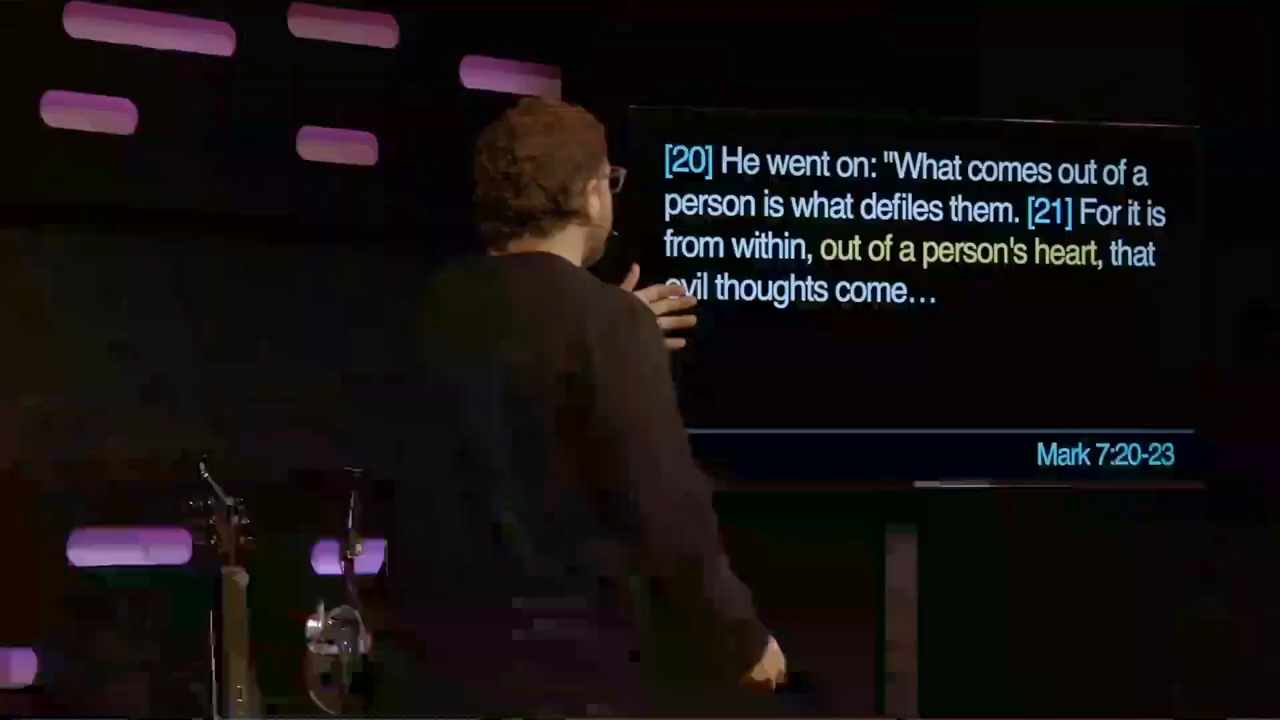 [20] He went on: "What comes out of a
person is what defiles them. [21] For it is
from within, out of a person's heart, that
evil thoughts come…
Mark 7:20-23